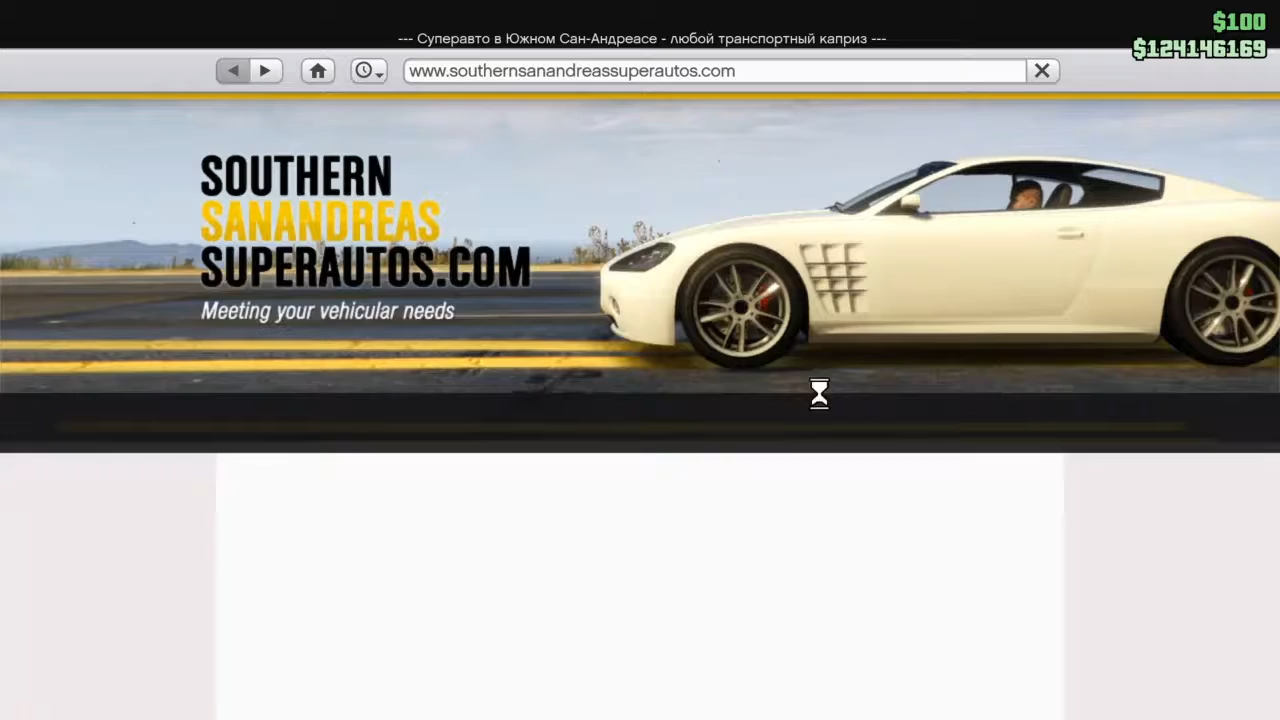 $100
--- Суперавто в Южном Сан-Андреасе - любой транспортный каприз ---
$124146169
www.southernsanandreassuperautos.com
SOUTHERN
SANANDREAS
SUPERAUTOS.COM
Meeting your vehicular needs